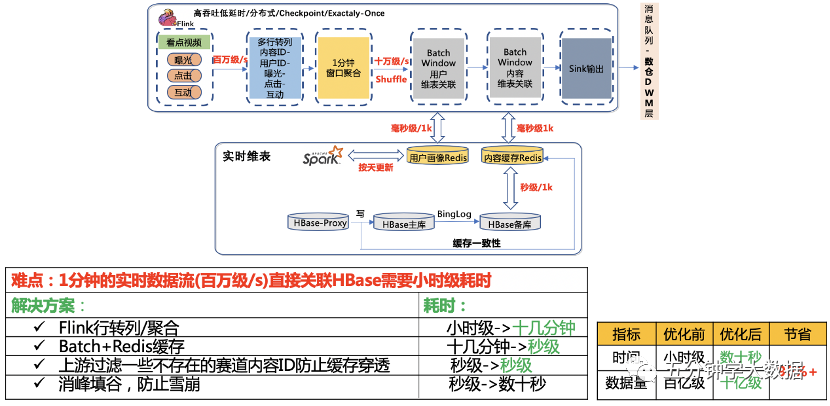 高吞吐低延时/分布式/Checkpoint/Exactaly-Once
Flink
看点视频
曝光
点击
互动
百万级/s
多行转列
内容ID-
用户ID-
曝光-
点击-
互动
1分钟
窗口聚合
十万级/s
Shuffle
Batch
Window
用户
维表关联
Batch
Window
内容
维表关联
Sink输出
消息队列-数仓DWM层
毫秒级/1k
毫秒级1k
实时维表
Spark
按天更新
用户画像Redis
内容缓存Redis
秒级/1k
HBase-Proxy
写
HBase主库
BingLog
HBase备库
缓存一致性
难点：1分钟的实时数据流(百万级/s)直接关联HBase需要小时级耗时
解决方案： 耗时：
✓ Flink行转列/聚合 小时级->十几分钟
✓ Batch+Redis缓存 十几分钟->秒级
✓ 上游过滤一些不存在的赛道内容ID防止缓存穿透 秒级->秒级
✓ 消峰填谷，防止雪崩 秒级->数十秒
指标 优化前 优化后 节省
时间 小时级 数十秒
数据量 百亿级 十亿级
%+
五分钟学大数据